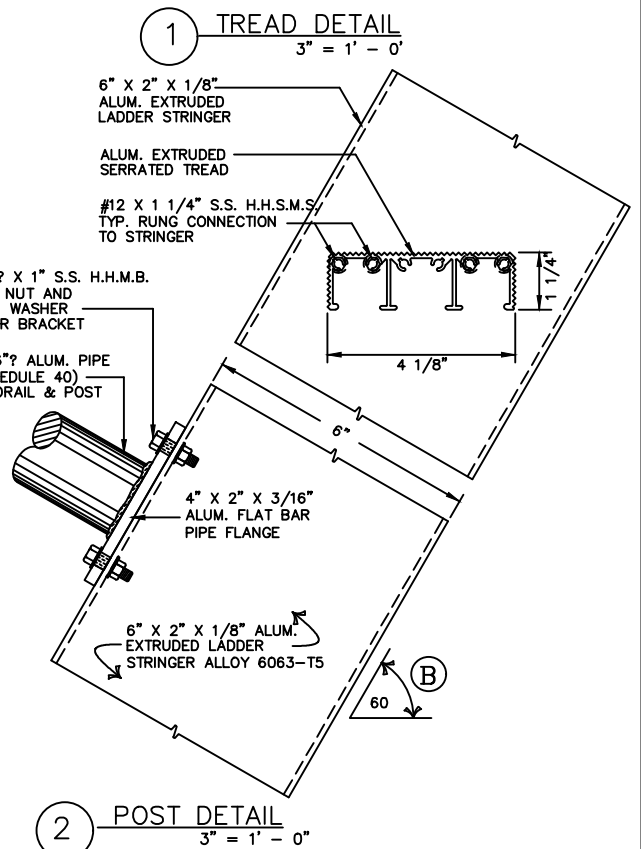 1
TREAD DETAIL
3" = 1' - 0'
6" X 2" X 1/8"
ALUM. EXTRUDED
LADDER STRINGER
ALUM. EXTRUDED
SERRATED TREAD
#12 X 1 1/4" S.S. H.H.S.M.S.
TYP. RUNG CONNECTION
TO STRINGER
? X 1" S.S. H.H.M.B.
NUT AND
WASHER
R BRACKET
1 1/4"
4 1/8"
"? ALUM. PIPE
EDULE 40)
DRAIL & POST
6"
4" X 2" X 3/16"
ALUM. FLAT BAR
PIPE FLANGE
6" X 2" X 1/8" ALUM.
EXTRUDED LADDER
STRINGER ALLOY 6063-T5
B
60
2
POST DETAIL
3" = 1' - 0"